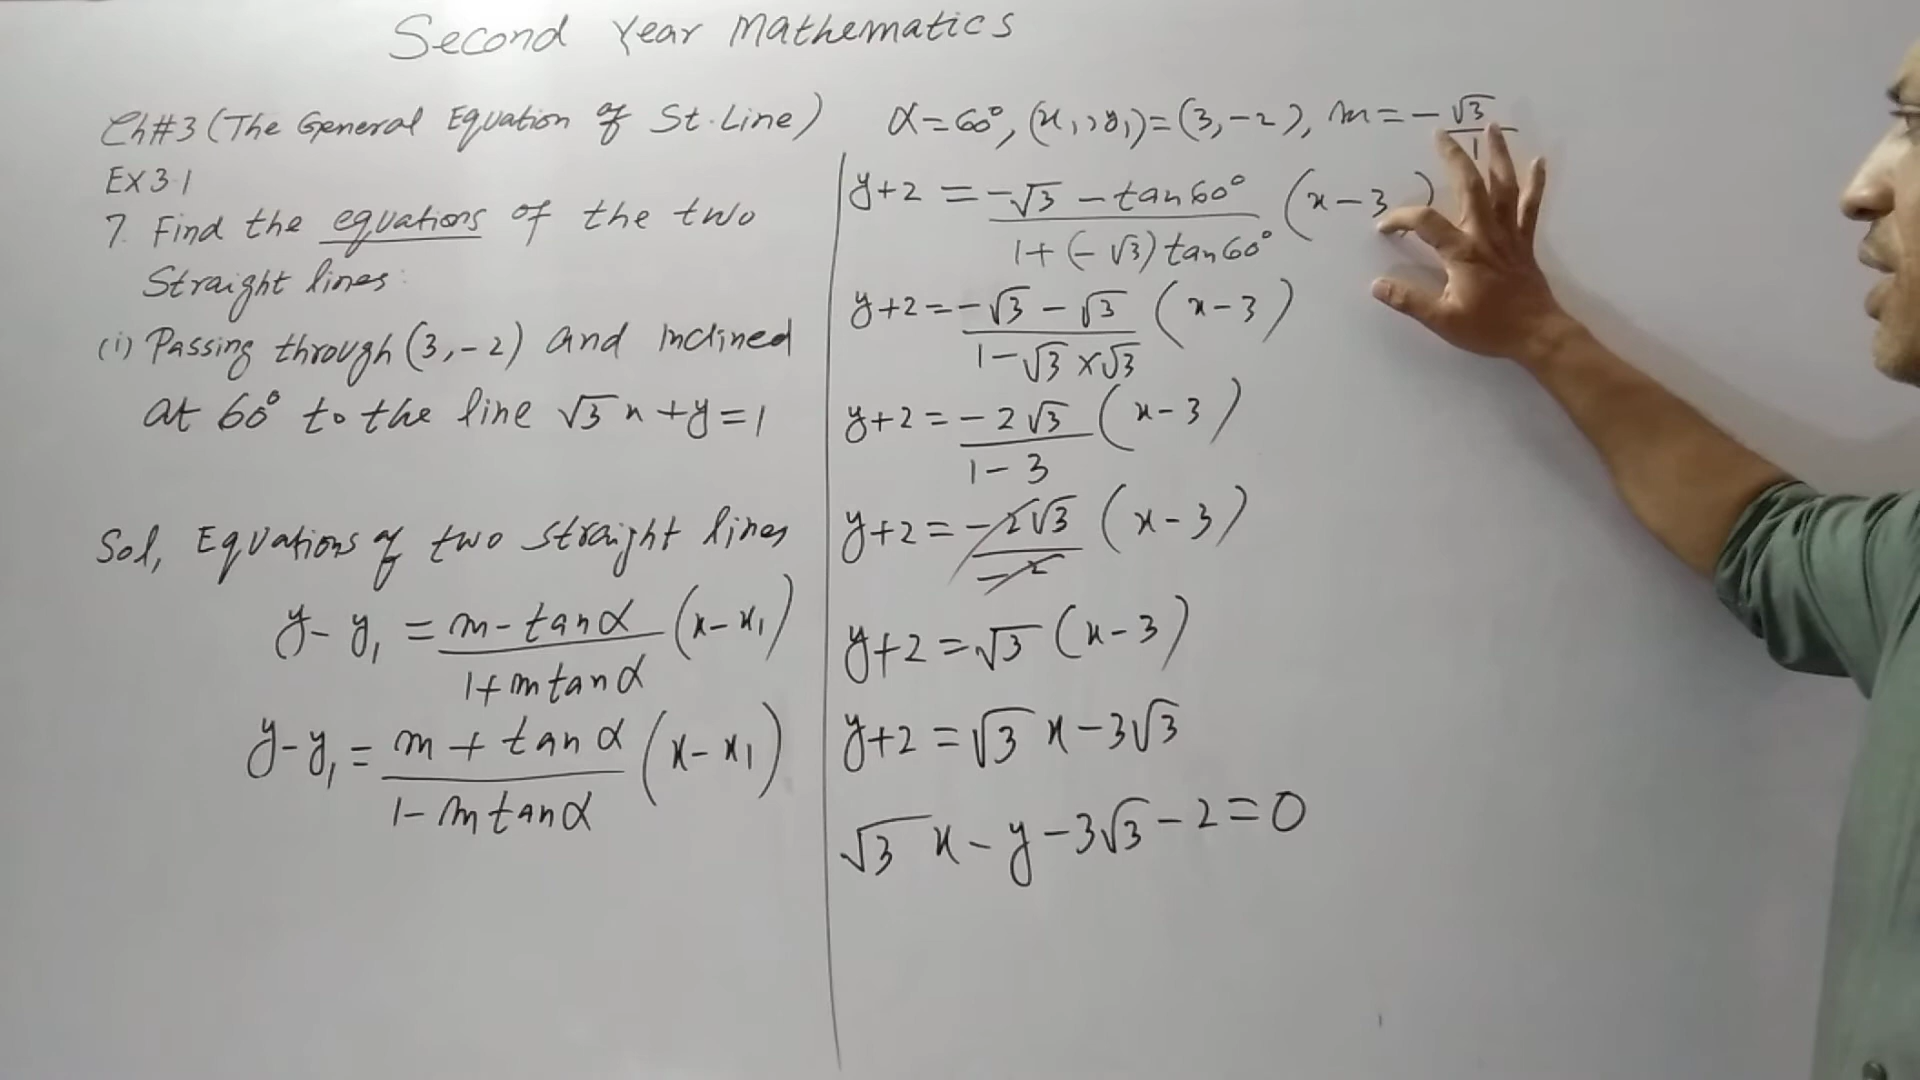 Second Year Mathematics
Ch#3 (The General Equation of St. Line)
EX 3.1
7. Find the equations of the two
Straight lines:
(i) Passing through (3,-2) and Inclined
at 60° to the line √3 x + y = 1
Sol, Equations of two straight lines
y - y₁ = m - tan α / 1 + m tan α (x - x₁)
y - y₁ = m + tan α / 1 - m tan α (x - x₁)
α = 60°, (x₁, y₁) = (3, -2), m = - √3 / 1
y + 2 = -√3 - tan 60° / 1 + (-√3) tan 60° (x - 3)
y + 2 = -√3 - √3 / 1 - √3 × √3 (x - 3)
y + 2 = -2√3 / 1 - 3 (x - 3)
y + 2 = -2√3 / -2 (x - 3)
y + 2 = √3 (x - 3)
y + 2 = √3 x - 3√3
√3 x - y - 3√3 - 2 = 0